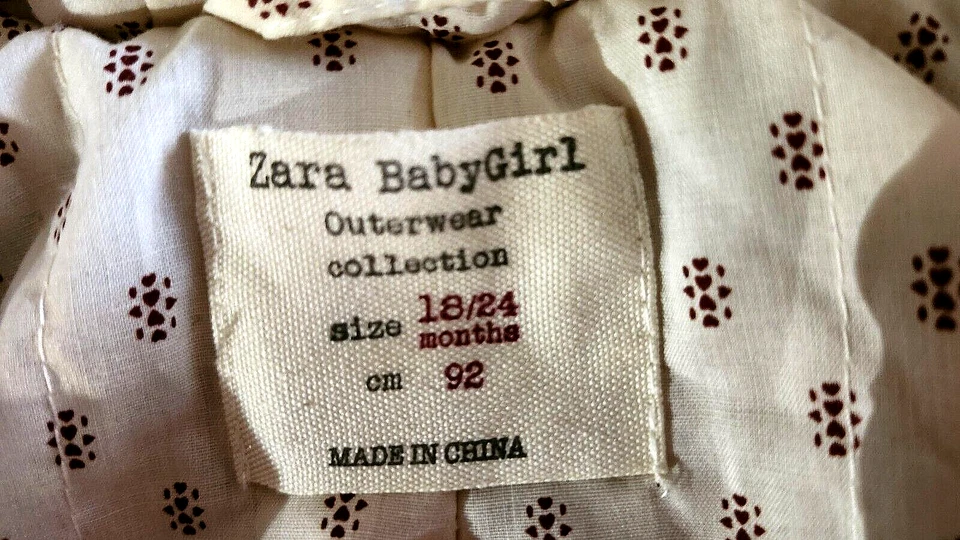 Zara BabyGirl
Outerwear
collection
size 18/24
months
cm 92
MADE IN CHINA